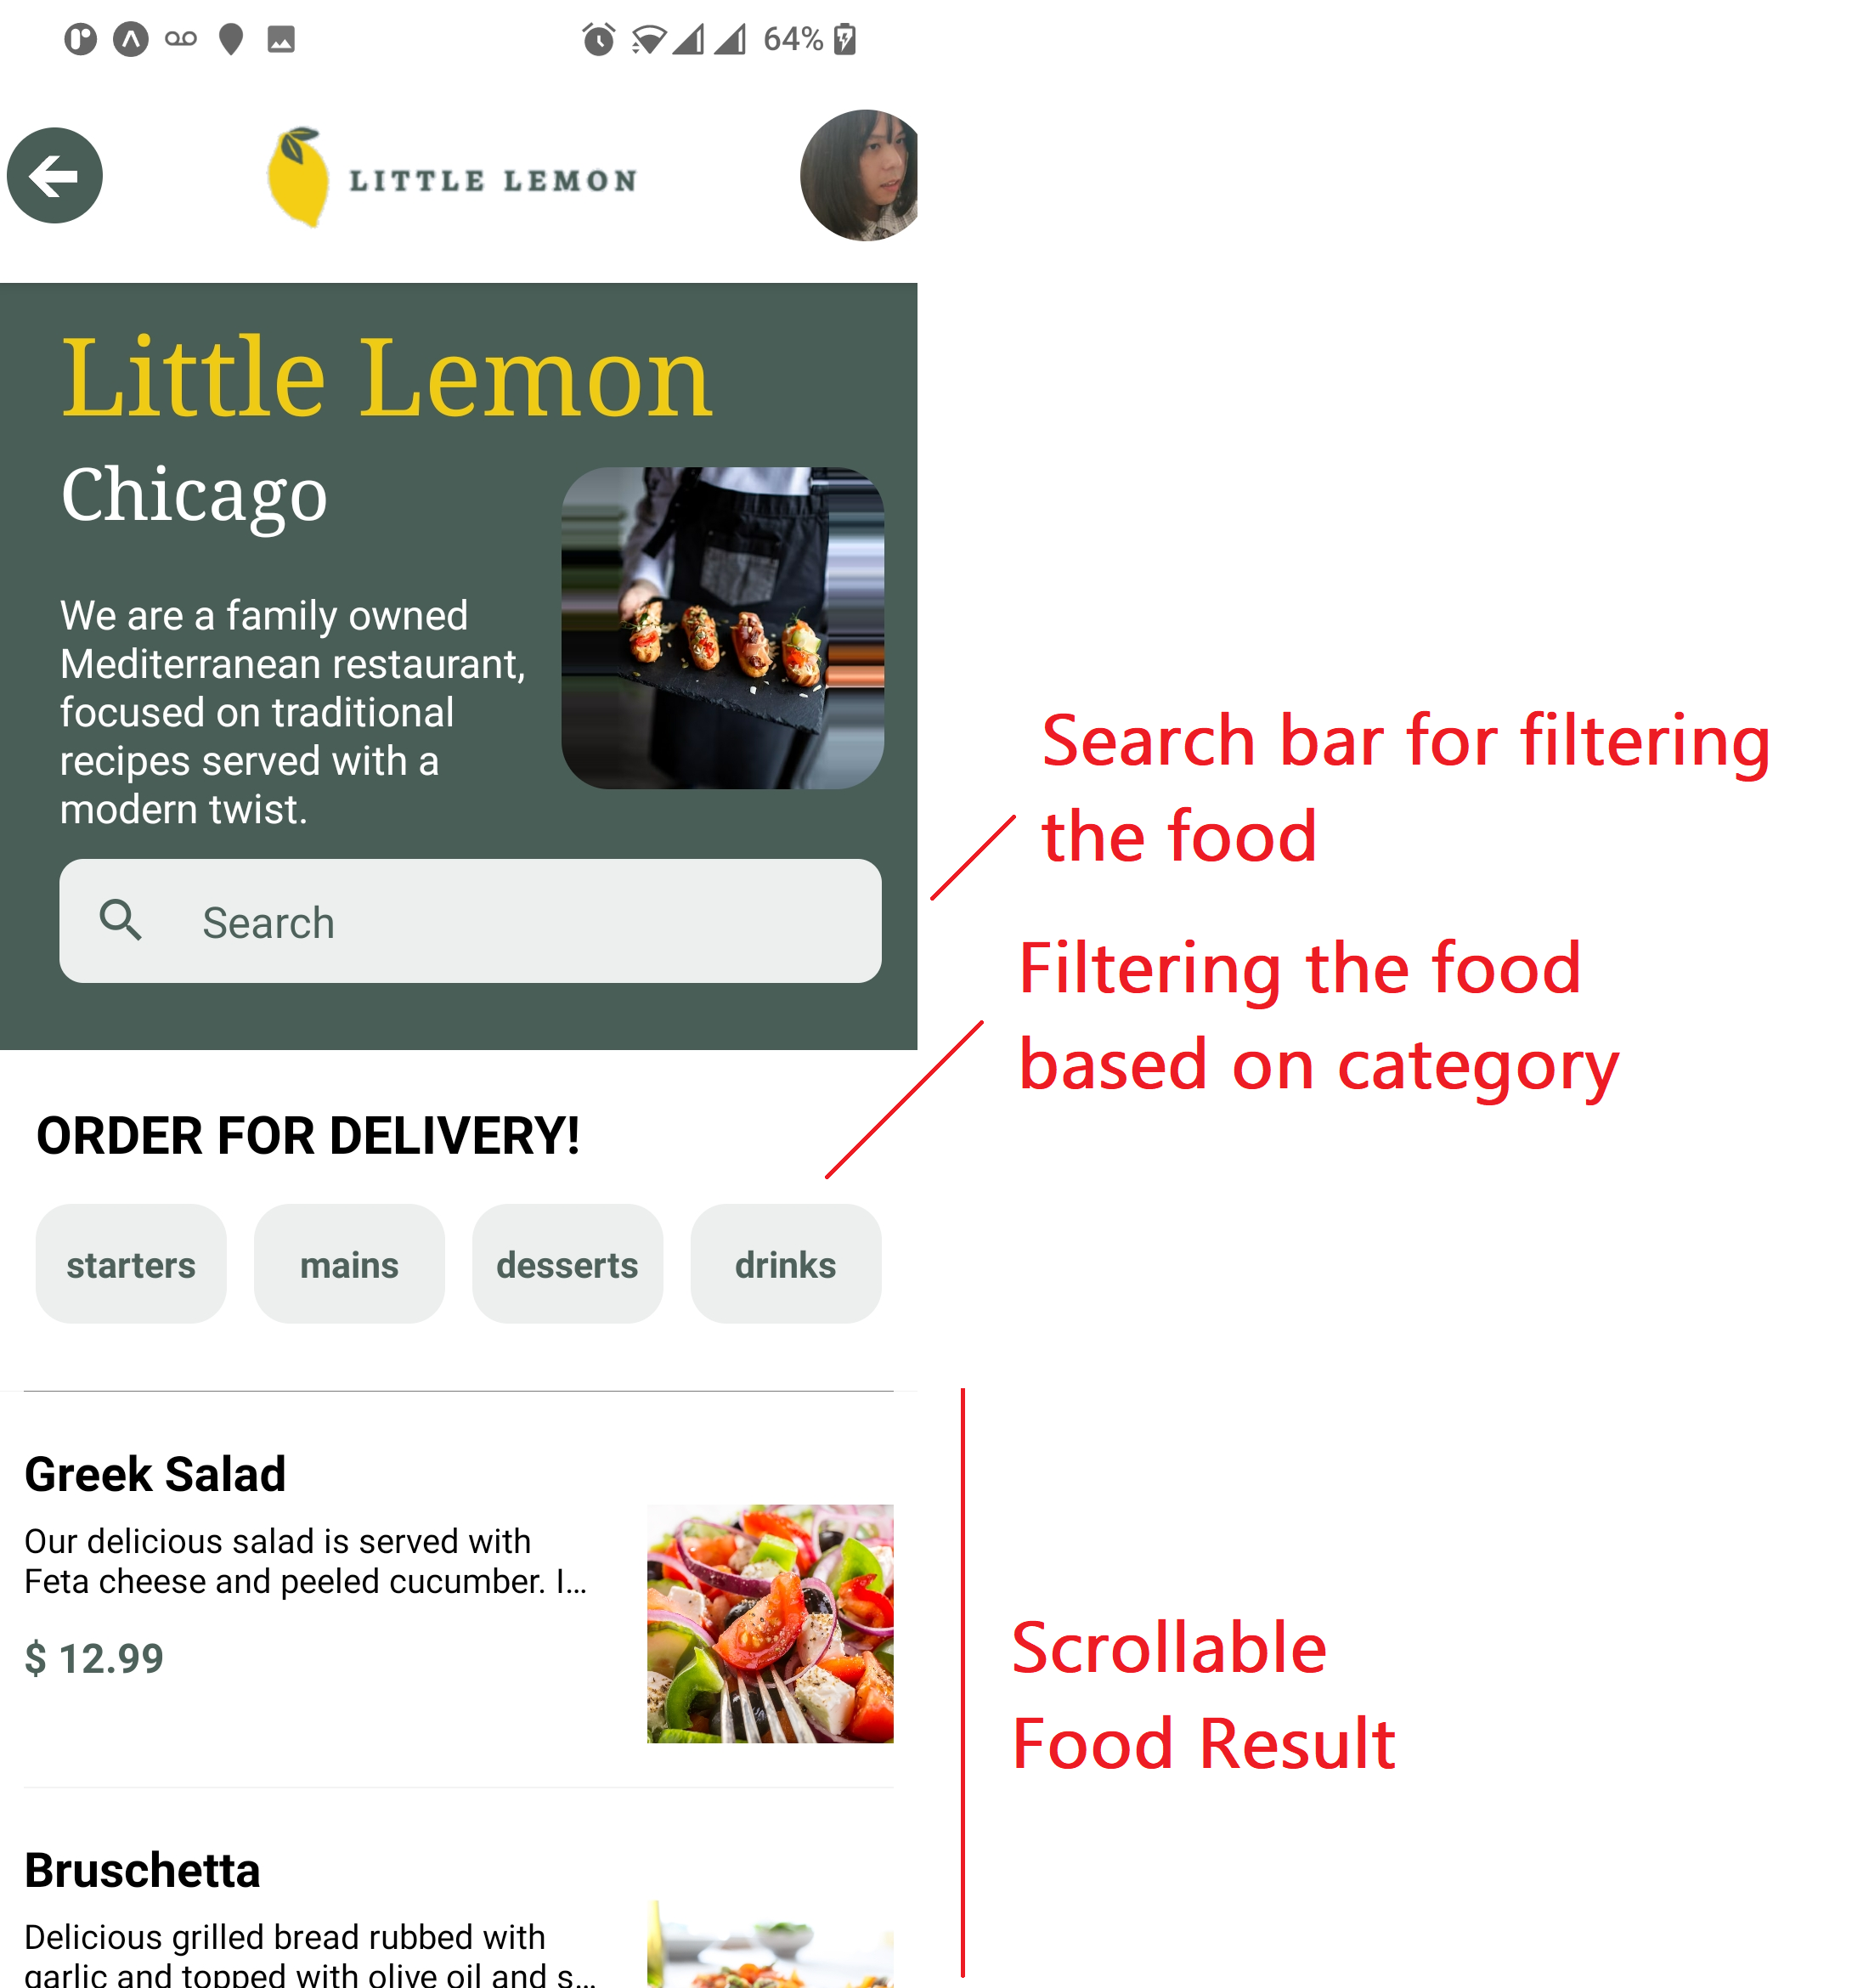 64%
LITTLE LEMON
Little Lemon
Chicago
We are a family owned
Mediterranean restaurant,
focused on traditional
recipes served with a
modern twist.
Search
Search bar for filtering
the food
Filtering the food
based on category
ORDER FOR DELIVERY!
starters mains desserts drinks
Greek Salad
Our delicious salad is served with
Feta cheese and peeled cucumber. I...
$ 12.99
Scrollable
Food Result
Bruschetta
Delicious grilled bread rubbed with
garlic and topped with olive oil and s...